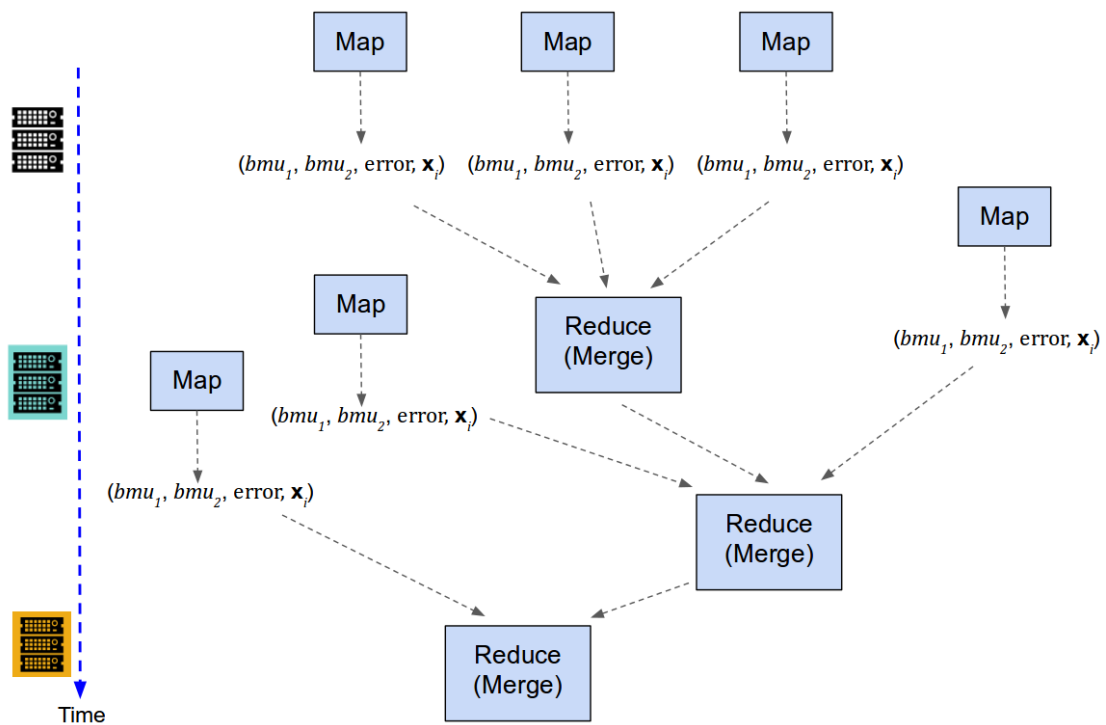 Map Map Map
(bmu₁, bmu₂, error, xᵢ) (bmu₁, bmu₂, error, xᵢ) (bmu₁, bmu₂, error, xᵢ)
Map
Map
Reduce
(Merge)
(bmu₁, bmu₂, error, xᵢ)
Map
(bmu₁, bmu₂, error, xᵢ)
(bmu₁, bmu₂, error, xᵢ)
Reduce
(Merge)
Reduce
(Merge)
Time